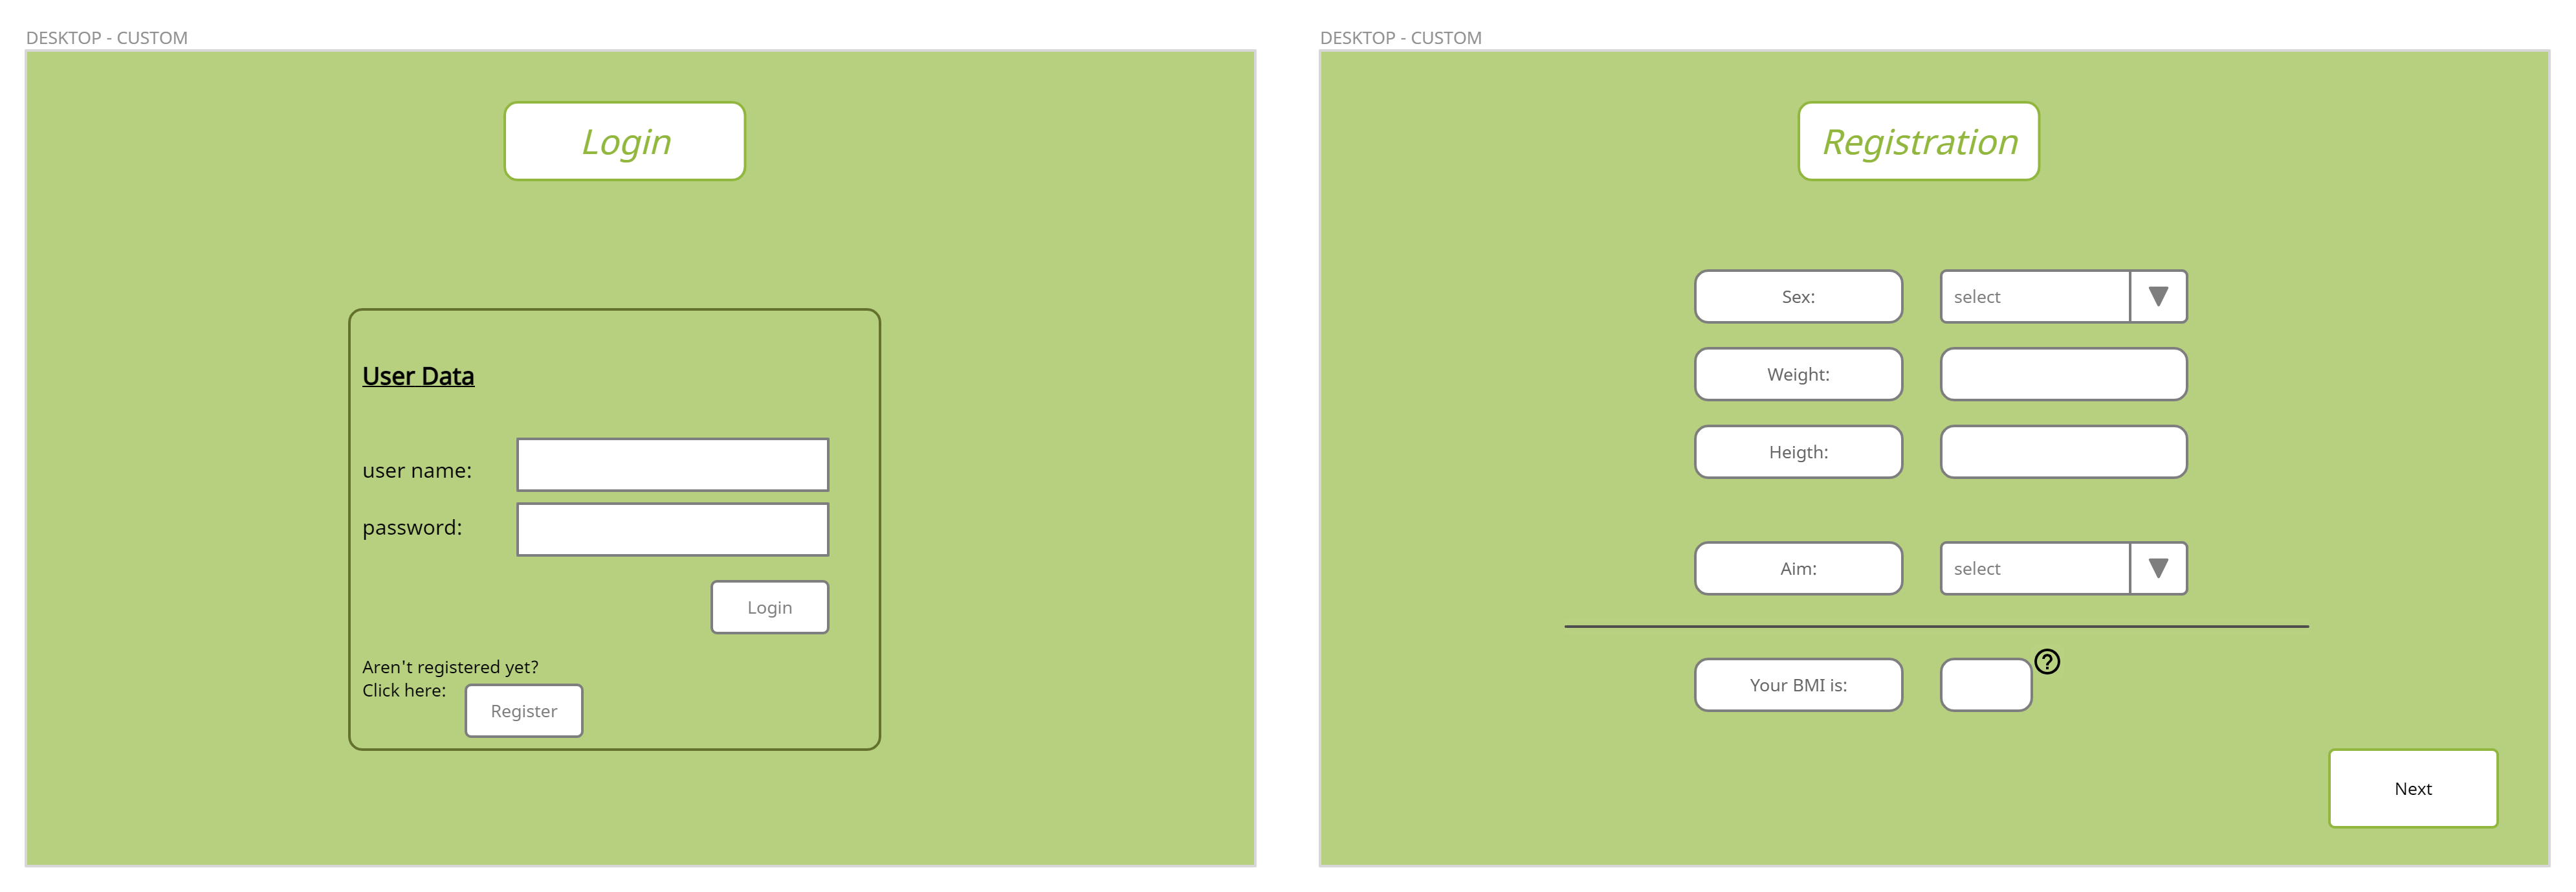 DESKTOP - CUSTOM
Login
User Data
user name:
password:
Login
Aren't registered yet?
Click here:
Register
DESKTOP - CUSTOM
Registration
Sex:
select
Weight:
Heigth:
Aim:
select
Your BMI is:
?
Next